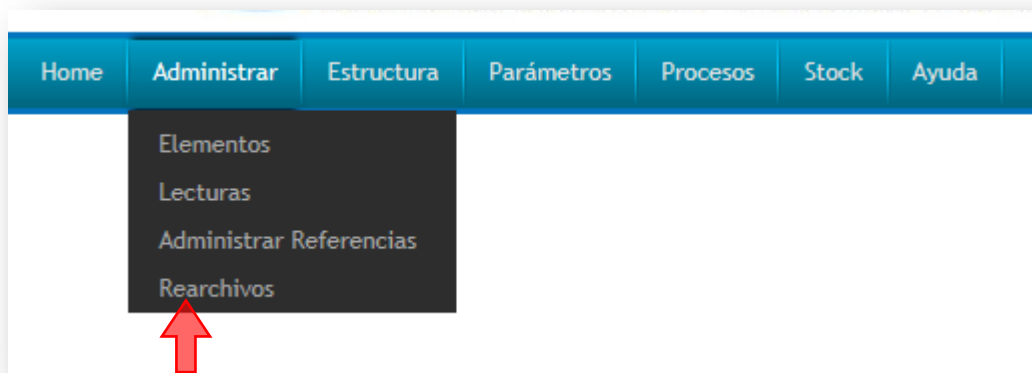 Home Administrar Estructura Parámetros Procesos Stock Ayuda
Elementos
Lecturas
Administrar Referencias
Rearchivos